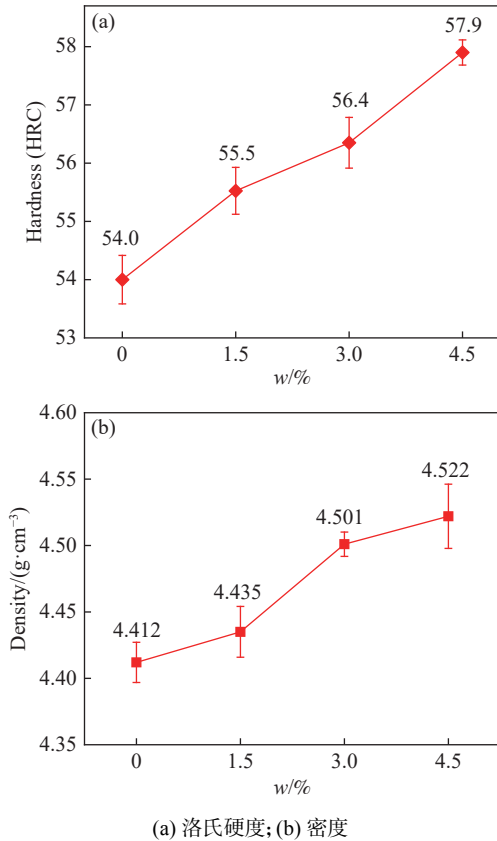 (a)
58
57
56
55
54
53
Hardness (HRC)
54.0
55.5
56.4
57.9
0 1.5 3.0 4.5
w/%
(b)
4.60
4.55
4.50
4.45
4.40
4.35
Density/(g·cm⁻³)
4.412
4.435
4.501
4.522
0 1.5 3.0 4.5
w/%
(a) 洛氏硬度; (b) 密度